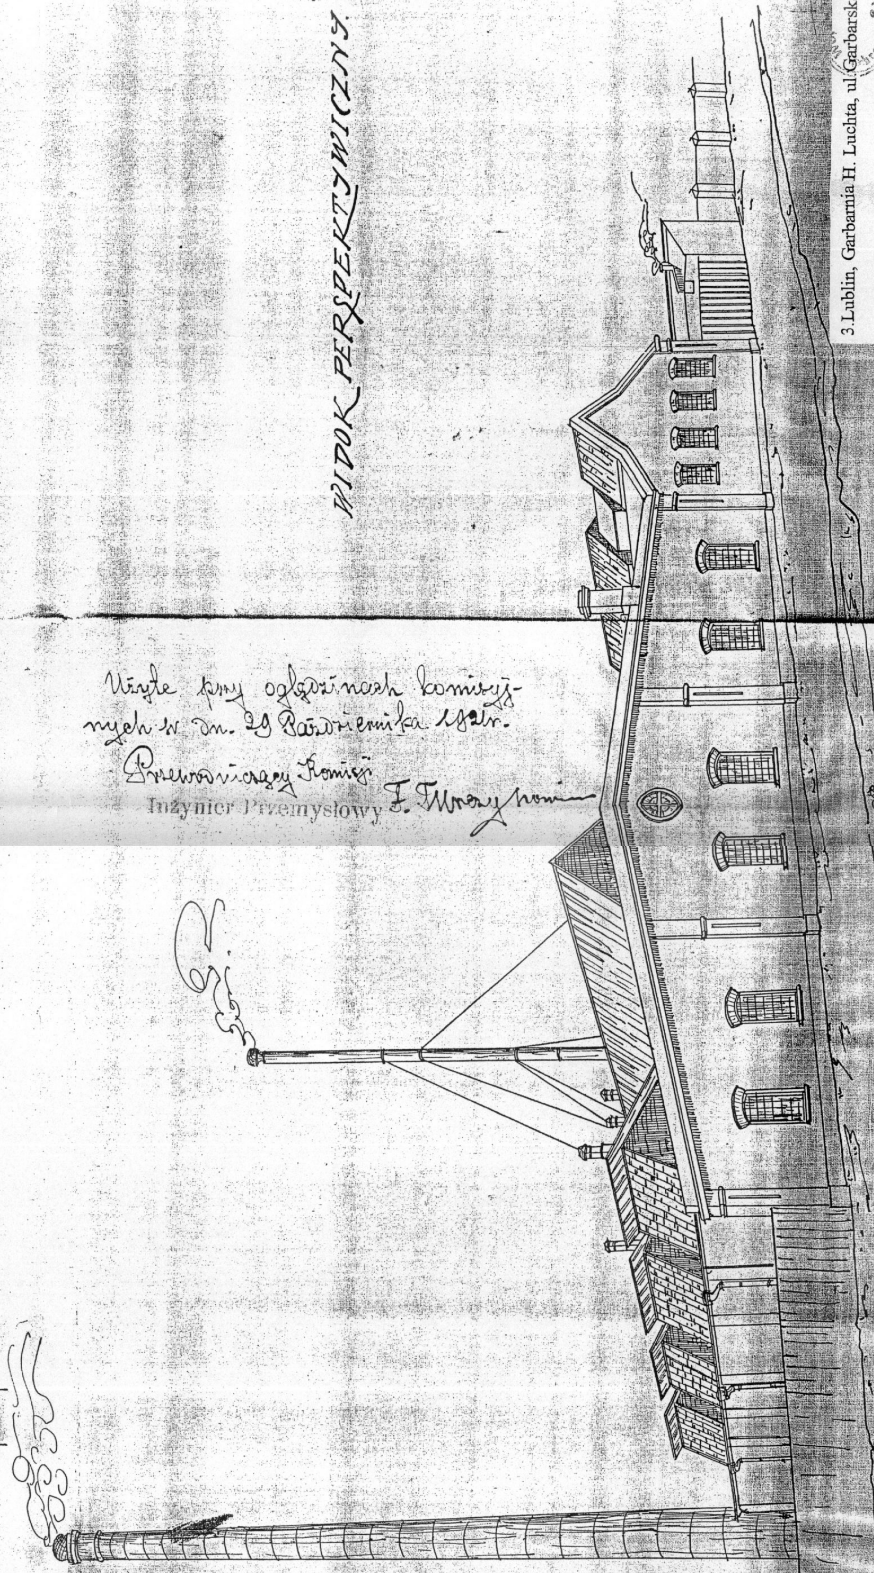 WIDOK PERSPEKTYWICZNY.
Użyte przy oględzinach komisyj-
nych w dn. 29 Października 1921r.
Przewodniczący Komisji
Inżynier Przemysłowy F.
3.Lublin, Garbarnia H. Luchta, ul.Garbarsk